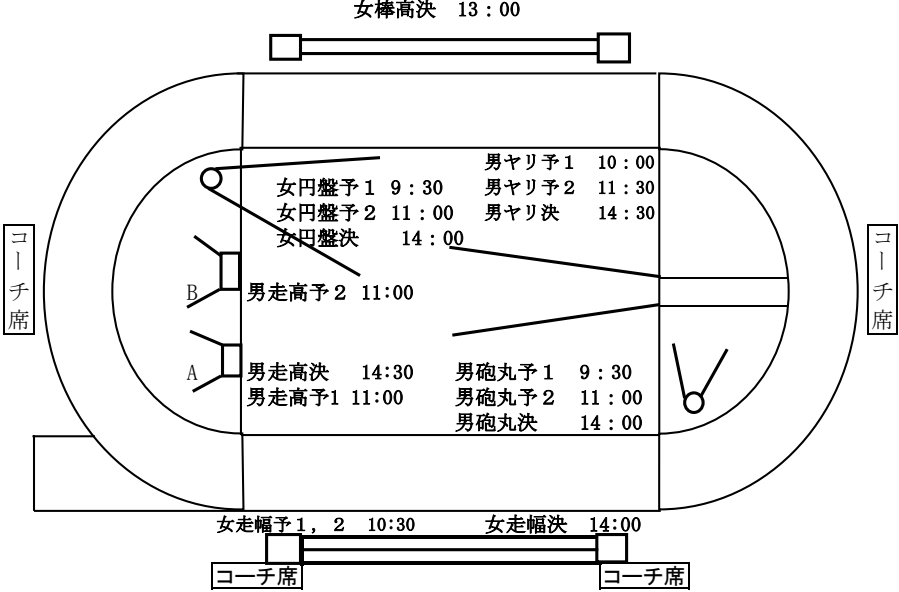 女棒高決　13：00
男ヤリ予１　10：00
女円盤予１ 9：30　男ヤリ予２　11：30
女円盤予２ 11：00　男ヤリ決　14：30
女円盤決　14：00
コーチ席
コーチ席
B　男走高予２ 11:00
A　男走高決　14:30　男砲丸予１　9：30
男走高予1 11:00　男砲丸予２　11：00
男砲丸決　14：00
女走幅予１，２　10:30　女走幅決　14:00
コーチ席　コーチ席